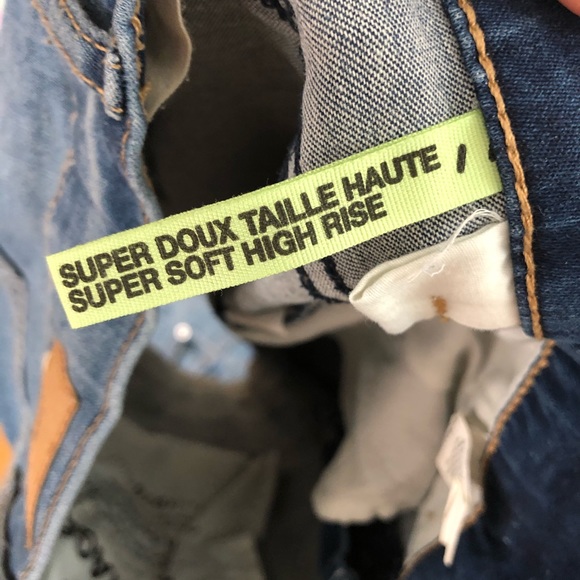 SUPER DOUX TAILLE HAUTE /
SUPER SOFT HIGH RISE